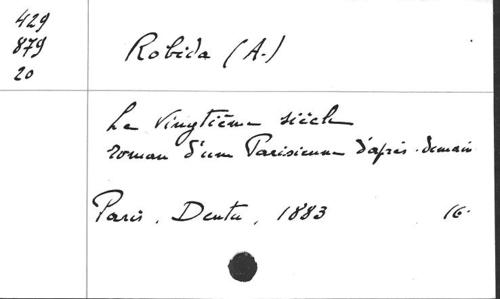 429
879
20
Robida (A.)
Le Vingtième siècle
roman d'une Parisienne d'après-demain
Paris, Dentu, 1883 16.